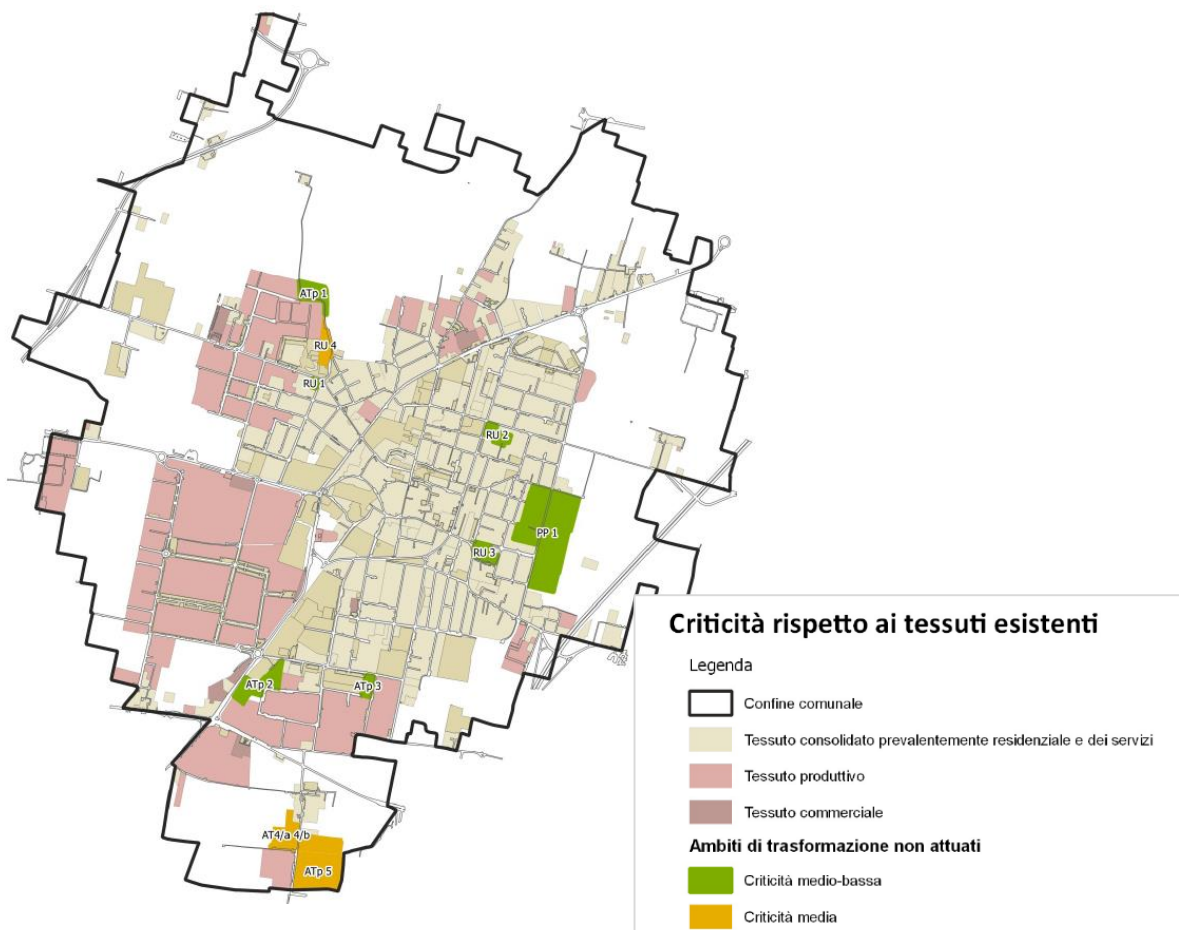 ATp 1
RU 4
RU 1
RU 2
PP 1
RU 3
ATp 2
ATp 3
AT4/a 4/b
ATp 5
Criticità rispetto ai tessuti esistenti
Legenda
Confine comunale
Tessuto consolidato prevalentemente residenziale e dei servizi
Tessuto produttivo
Tessuto commerciale
Ambiti di trasformazione non attuati
Criticità medio-bassa
Criticità media